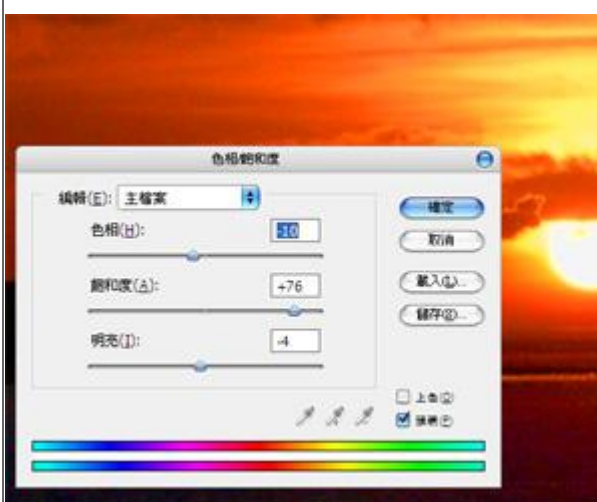 色相/飽和度
編輯(E): 主檔案
色相(H): -10
飽和度(A): +76
明亮(I): -4
確定
取消
載入(L)...
儲存(S)...
上色(O)
預視(P)